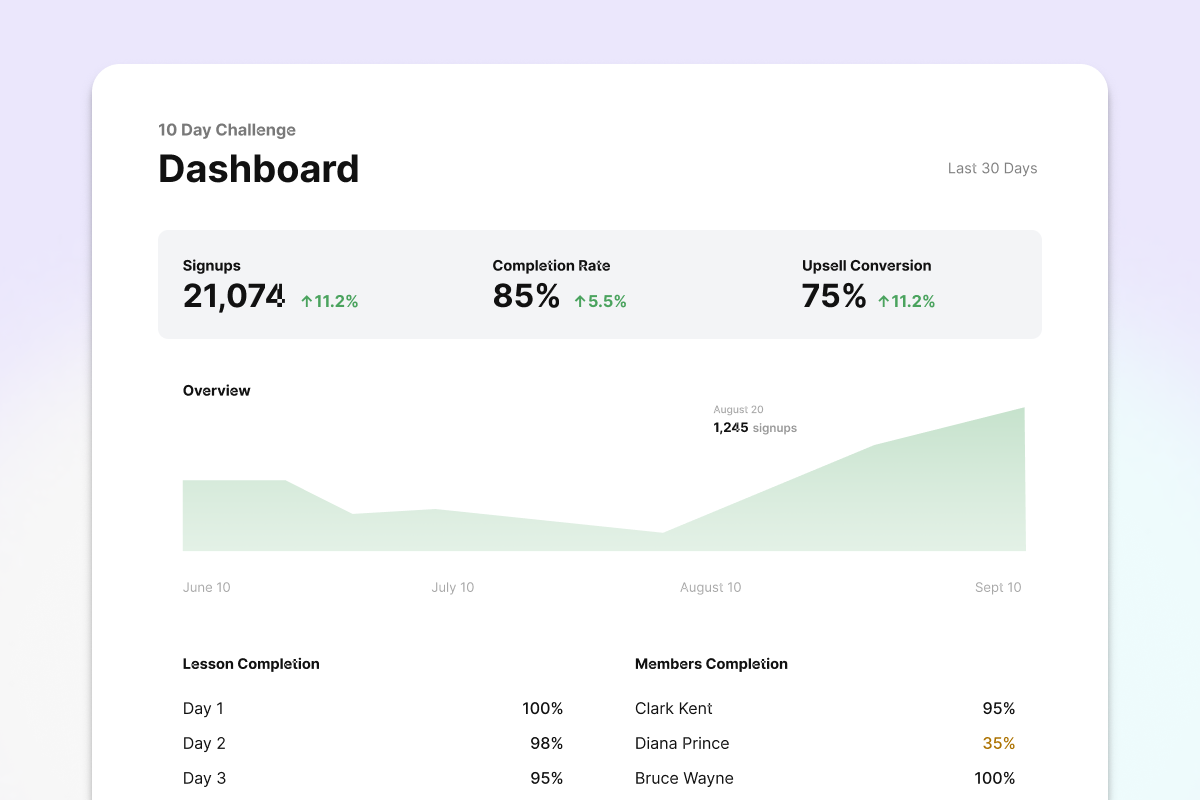 10 Day Challenge
Dashboard
Last 30 Days
Signups
21,074 ↑11.2%
Completion Rate
85% ↑5.5%
Upsell Conversion
75% ↑11.2%
Overview
August 20
1,245 signups
June 10 July 10 August 10 Sept 10
Lesson Completion
Day 1 100%
Day 2 98%
Day 3 95%
Members Completion
Clark Kent 95%
Diana Prince 35%
Bruce Wayne 100%